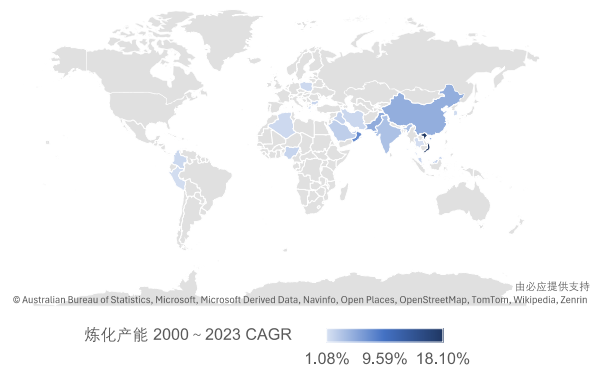 由必应提供支持
© Australian Bureau of Statistics, Microsoft, Microsoft Derived Data, Navinfo, Open Places, OpenStreetMap, TomTom, Wikipedia, Zenrin
炼化产能 2000～2023 CAGR
1.08% 9.59% 18.10%